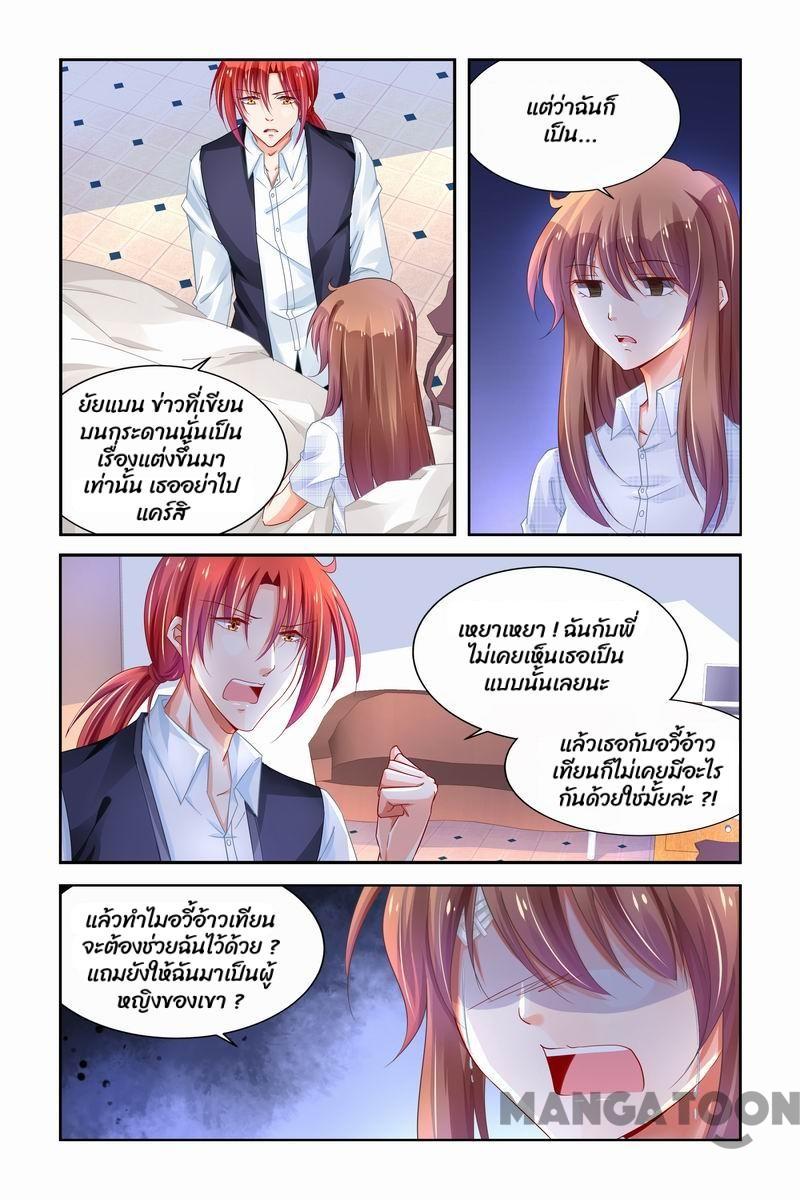 ยัยแบน ข่าวที่เขียน
บนกระดานนั่นเป็น
เรื่องแต่งขึ้นมา
เท่านั้น เธออย่าไป
แคร์สิ
แต่ว่าฉันก็
เป็น...
เหยาเหยา ! ฉันกับพี่
ไม่เคยเห็นเธอเป็น
แบบนั้นเลยนะ
แล้วเธอกับอวี้อ้าว
เทียนก็ไม่เคยมีอะไร
กันด้วยใช่มั้ยล่ะ ?!
แล้วทำไมอวี้อ้าวเทียน
จะต้องช่วยฉันไว้ด้วย ?
แถมยังให้ฉันมาเป็นผู้
หญิงของเขา ?
MANGATOON